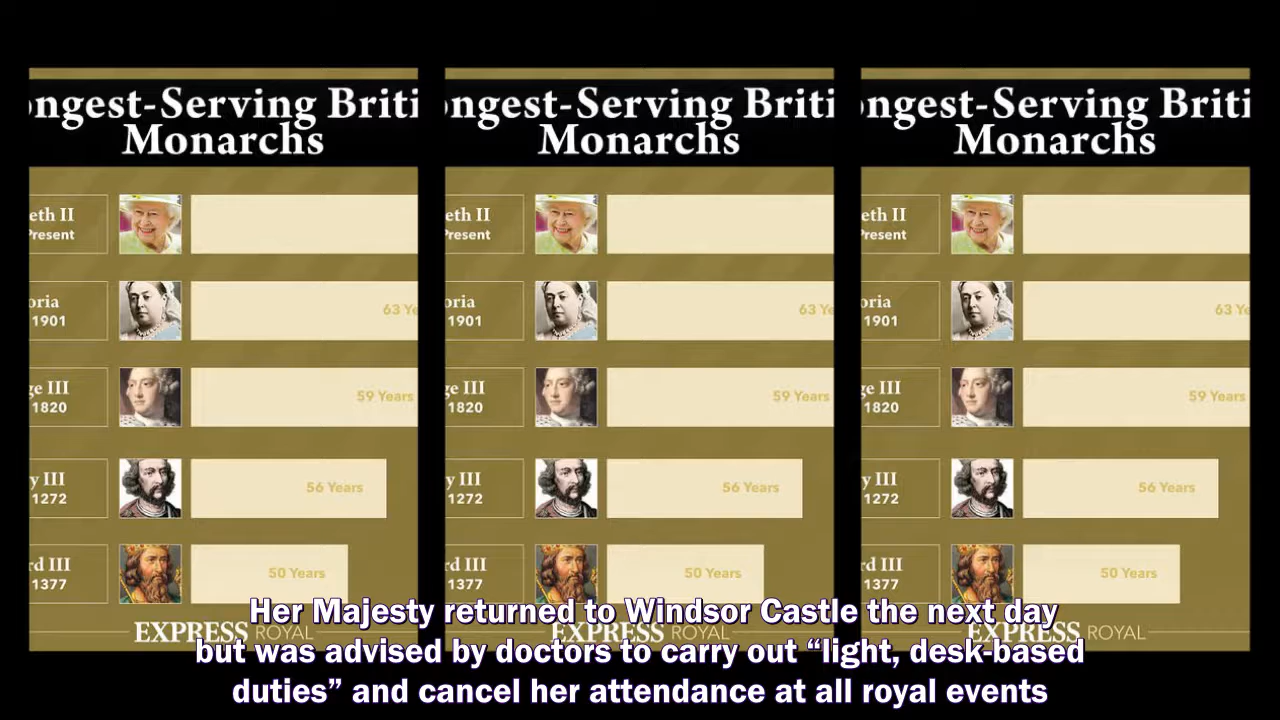 ongest-Serving Briti
Monarchs
eth II
Present
oria
1901
63 Ye
ge III
1820
59 Years
y III
1272
56 Years
rd III
1377
50 Years
EXPRESS ROYAL
ongest-Serving Briti
Monarchs
eth II
Present
oria
1901
63 Ye
ge III
1820
59 Years
y III
1272
56 Years
rd III
1377
50 Years
EXPRESS ROYAL
ongest-Serving Briti
Monarchs
eth II
Present
oria
1901
63 Ye
ge III
1820
59 Years
y III
1272
56 Years
rd III
1377
50 Years
EXPRESS ROYAL
Her Majesty returned to Windsor Castle the next day
but was advised by doctors to carry out “light, desk-based
duties” and cancel her attendance at all royal events